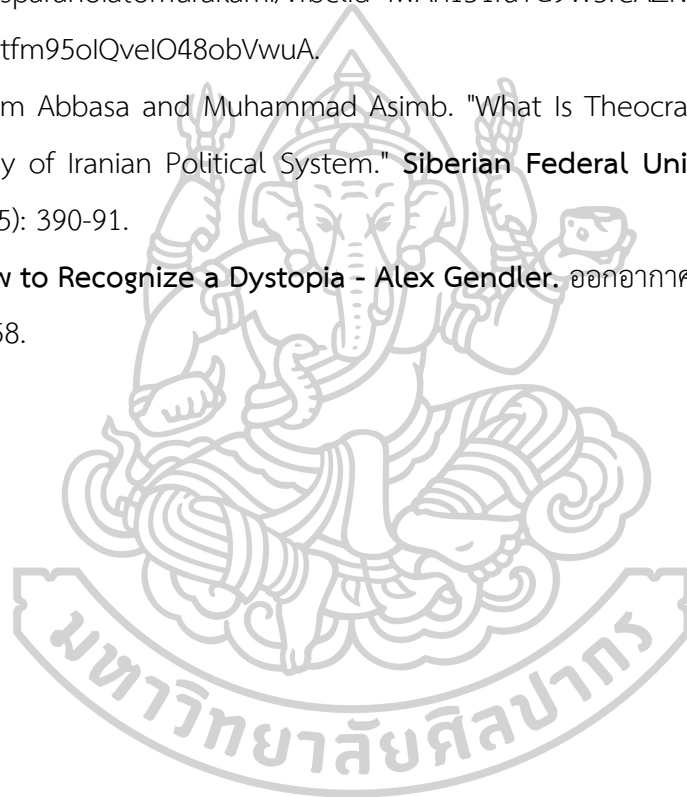 tfm95oIQveIO48obVwuA.
m Abbasa and Muhammad Asimb. "What Is Theocra
y of Iranian Political System." Siberian Federal Uni
5): 390-91.
w to Recognize a Dystopia - Alex Gendler. ออกอากาศ
58.
มหาวิทยาลัยศิลปากร